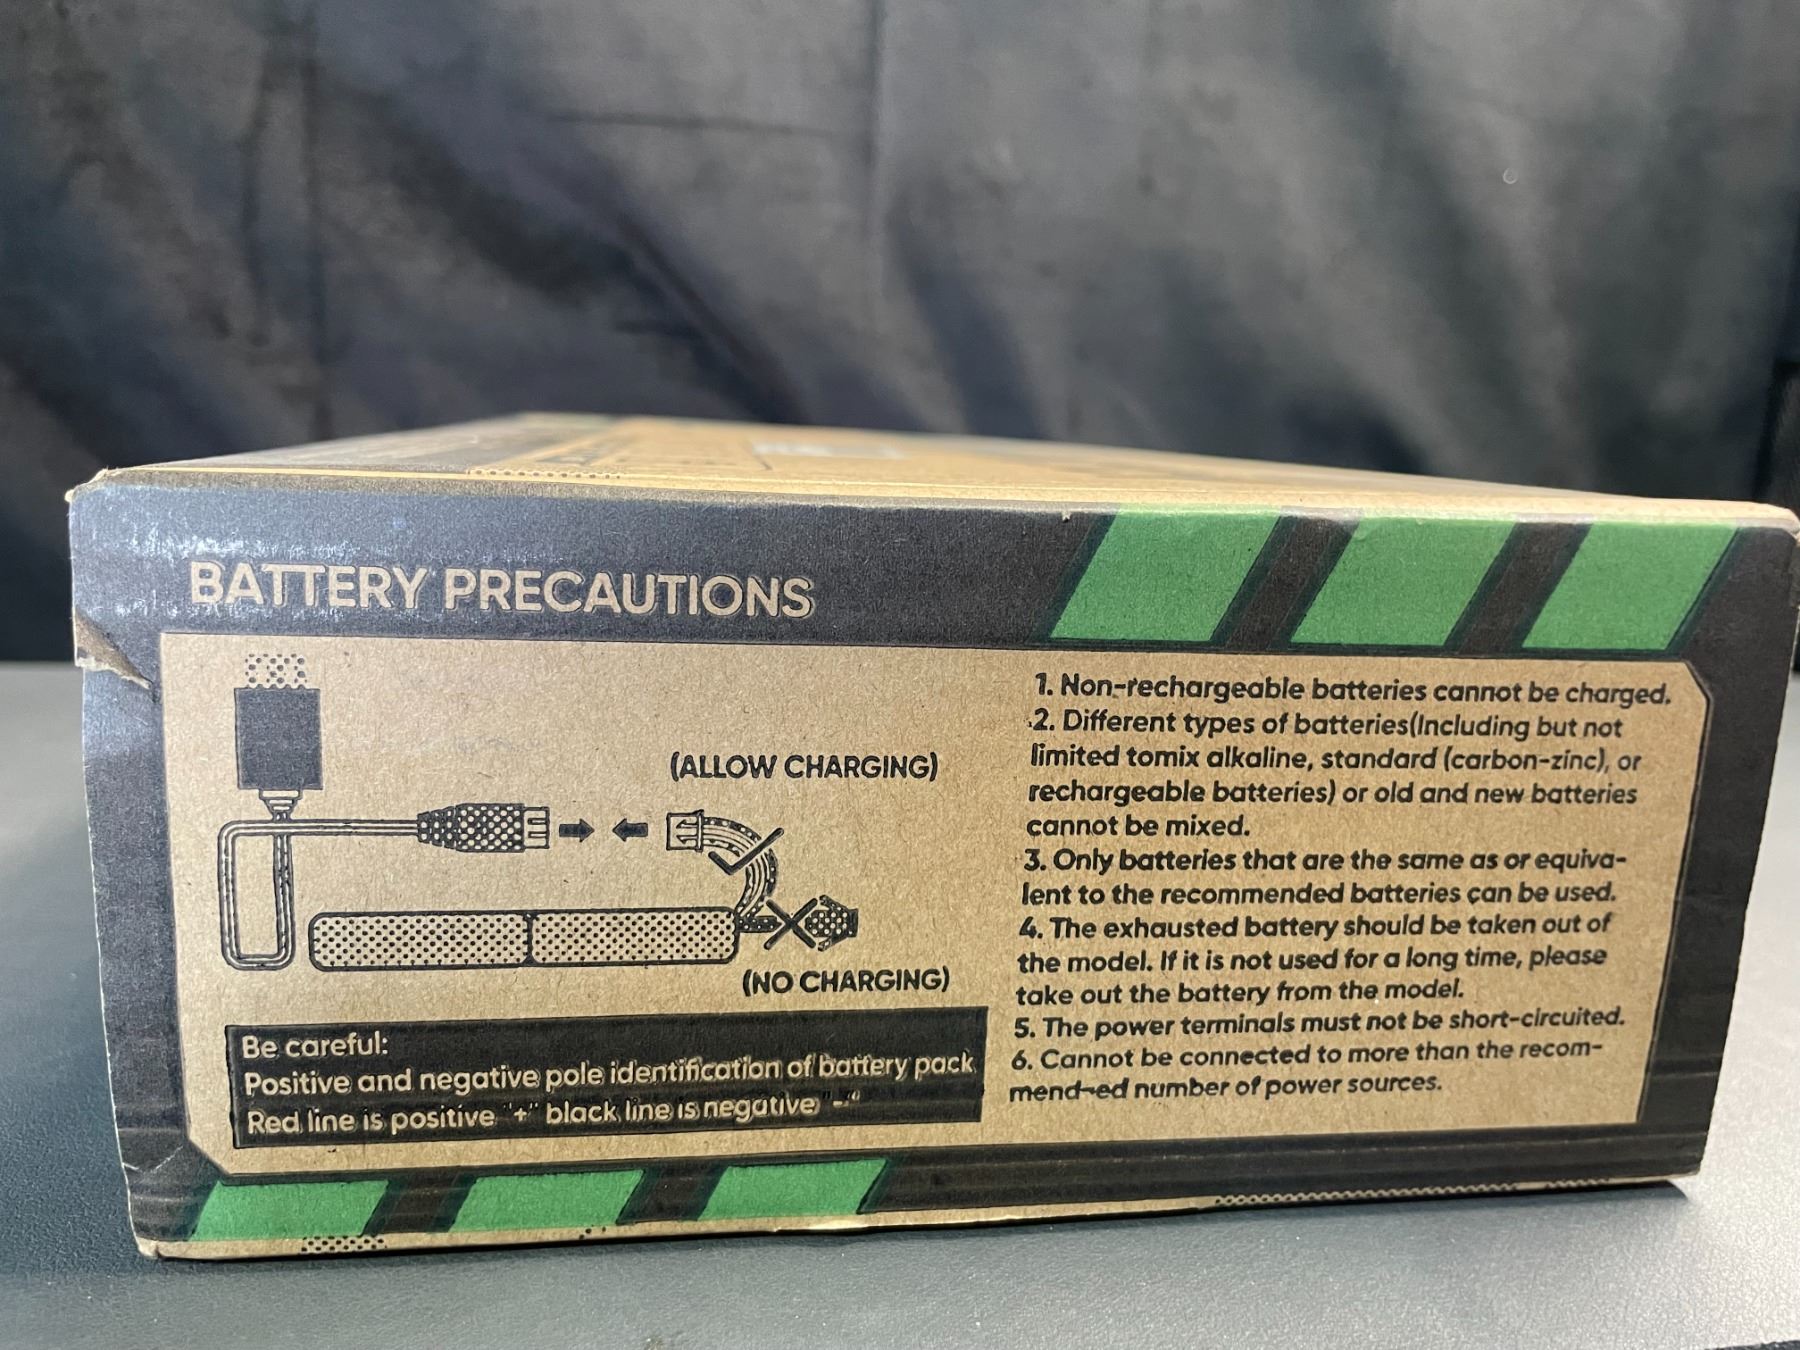 BATTERY PRECAUTIONS
(ALLOW CHARGING)
(NO CHARGING)
Be careful:
Positive and negative pole identification of battery pack
Red line is positive "+" black line is negative "-"
1. Non-rechargeable batteries cannot be charged.
2. Different types of batteries(Including but not
limited tomix alkaline, standard (carbon-zinc), or
rechargeable batteries) or old and new batteries
cannot be mixed.
3. Only batteries that are the same as or equiva-
lent to the recommended batteries can be used.
4. The exhausted battery should be taken out of
the model. If it is not used for a long time, please
take out the battery from the model.
5. The power terminals must not be short-circuited.
6. Cannot be connected to more than the recom-
mend-ed number of power sources.